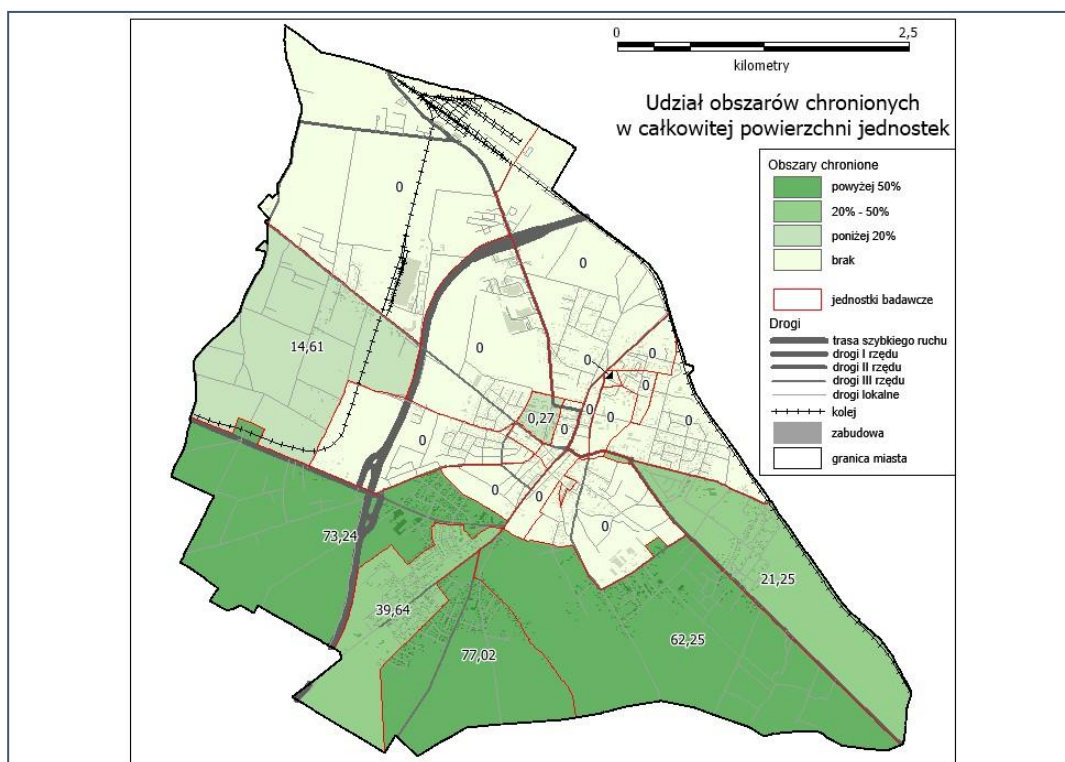 0 2,5
kilometry
Udział obszarów chronionych
w całkowitej powierzchni jednostek
Obszary chronione
powyżej 50%
20% - 50%
poniżej 20%
brak
jednostki badawcze
Drogi
trasa szybkiego ruchu
drogi I rzędu
drogi II rzędu
drogi III rzędu
drogi lokalne
kolej
zabudowa
granica miasta
0
0
14,61
0
0
0
0
0
0,27
0
0
0
0
0
0
0
0
73,24
21,25
39,64
62,25
77,02